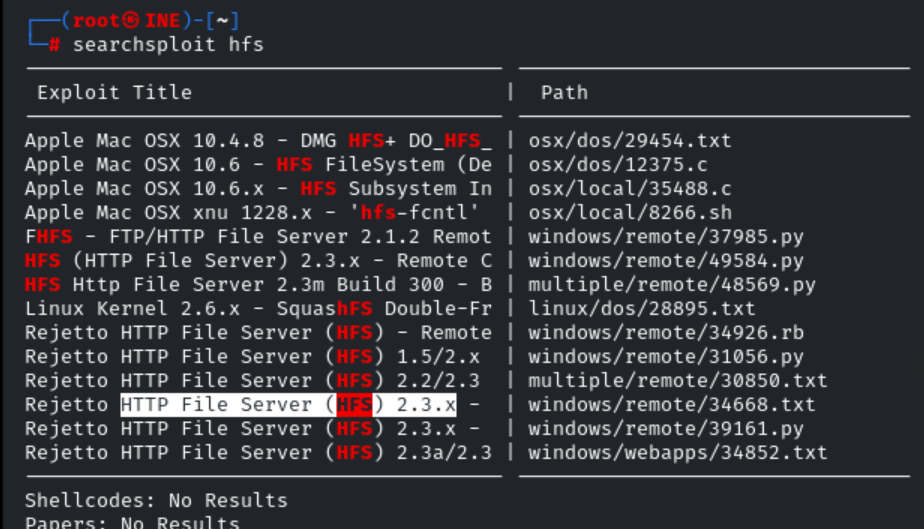 ┌──(root㉿INE)-[~]
└─# searchsploit hfs
Exploit Title | Path
Apple Mac OSX 10.4.8 - DMG HFS+ DO_HFS_ | osx/dos/29454.txt
Apple Mac OSX 10.6 - HFS FileSystem (De | osx/dos/12375.c
Apple Mac OSX 10.6.x - HFS Subsystem In | osx/local/35488.c
Apple Mac OSX xnu 1228.x - 'hfs-fcntl' | osx/local/8266.sh
FHFS - FTP/HTTP File Server 2.1.2 Remot | windows/remote/37985.py
HFS (HTTP File Server) 2.3.x - Remote C | windows/remote/49584.py
HFS Http File Server 2.3m Build 300 - B | multiple/remote/48569.py
Linux Kernel 2.6.x - SquashFS Double-Fr | linux/dos/28895.txt
Rejetto HTTP File Server (HFS) - Remote | windows/remote/34926.rb
Rejetto HTTP File Server (HFS) 1.5/2.x | windows/remote/31056.py
Rejetto HTTP File Server (HFS) 2.2/2.3 | multiple/remote/30850.txt
Rejetto HTTP File Server (HFS) 2.3.x - | windows/remote/34668.txt
Rejetto HTTP File Server (HFS) 2.3.x - | windows/remote/39161.py
Rejetto HTTP File Server (HFS) 2.3a/2.3 | windows/webapps/34852.txt
Shellcodes: No Results
Papers: No Results